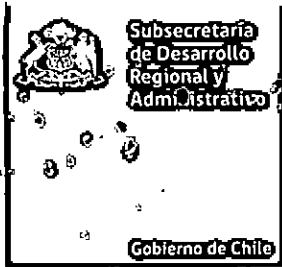 Subsecretaría
de Desarrollo
Regional y
Administrativo
Gobierno de Chile